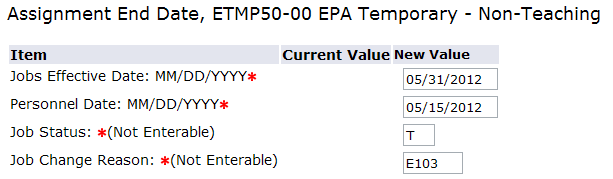 Assignment End Date, ETMP50-00 EPA Temporary - Non-Teaching
Item Current Value New Value
Jobs Effective Date: MM/DD/YYYY* 05/31/2012
Personnel Date: MM/DD/YYYY* 05/15/2012
Job Status: *(Not Enterable) T
Job Change Reason: *(Not Enterable) E103